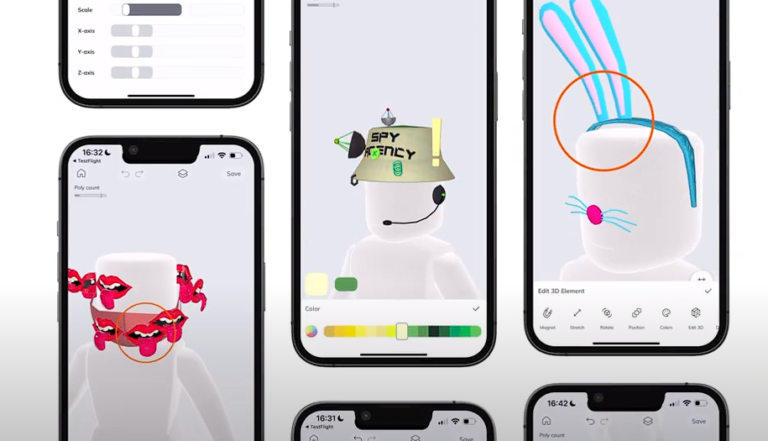 Scale
X-axis
Y-axis
Z-axis
16:32
TestFlight
Save
Poly count
SPY
AGENCY
Color
Edit 3D Element
Magnet
Stretch
Rotate
Position
Colors
Edit 3D
16:31
TestFlight
Save
16:42
Save
Poly count